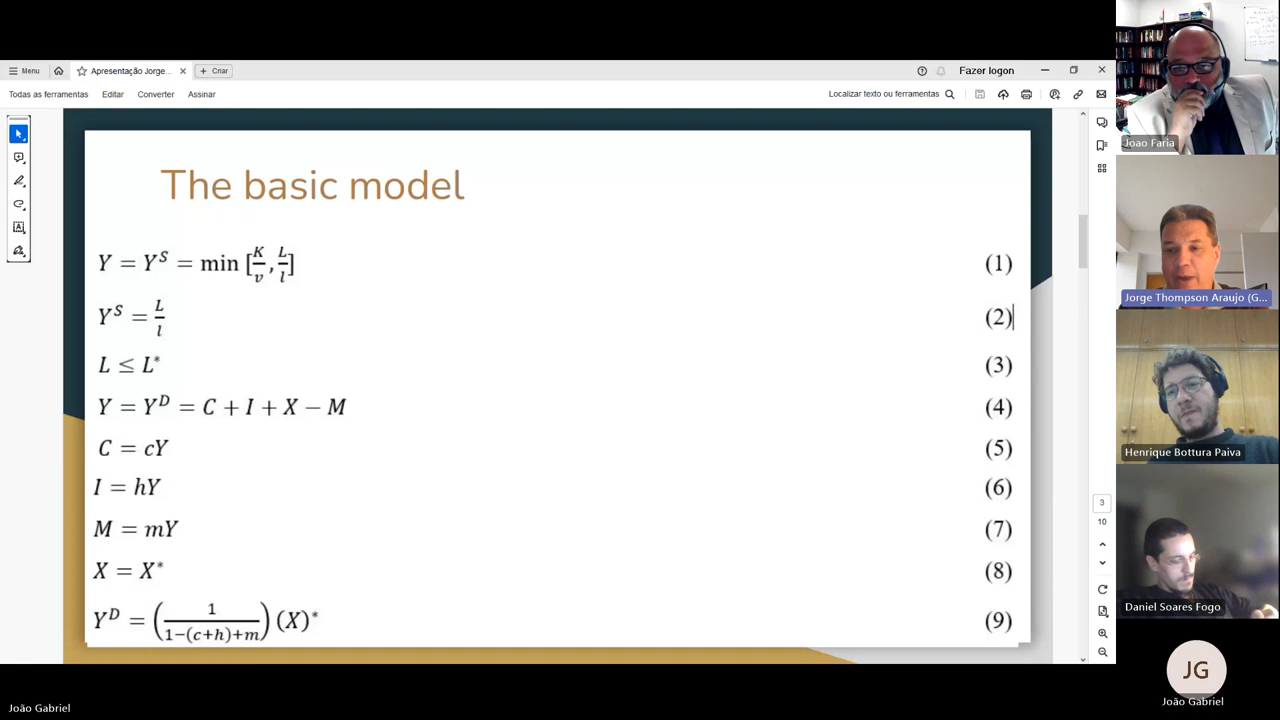 Menu
Apresentação Jorge...
Criar
Fazer logon
Todas as ferramentas
Editar
Converter
Assinar
Localizar texto ou ferramentas
The basic model
Y = Y^S = min [K/v, L/l] (1)
Y^S = L/l (2)
L ≤ L* (3)
Y = Y^D = C + I + X − M (4)
C = cY (5)
I = hY (6)
M = mY (7)
X = X* (8)
Y^D = (1/(1−(c+h)+m)) (X)* (9)
3
10
Joao Faria
Jorge Thompson Araujo (G...
Henrique Bottura Paiva
Daniel Soares Fogo
JG
João Gabriel
João Gabriel